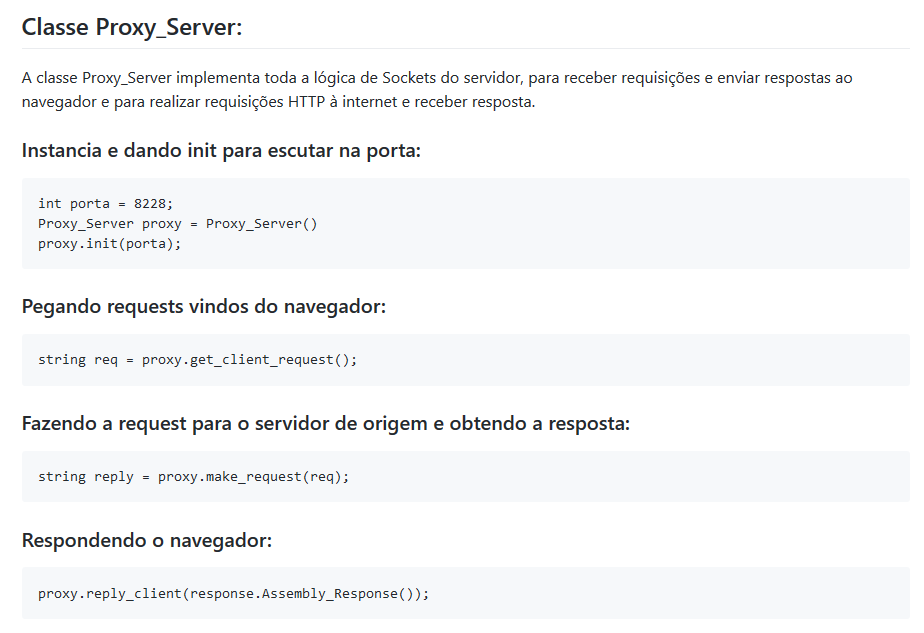 Classe Proxy_Server:
A classe Proxy_Server implementa toda a lógica de Sockets do servidor, para receber requisições e enviar respostas ao
navegador e para realizar requisições HTTP à internet e receber resposta.
Instancia e dando init para escutar na porta:
int porta = 8228;
Proxy_Server proxy = Proxy_Server()
proxy.init(porta);
Pegando requests vindos do navegador:
string req = proxy.get_client_request();
Fazendo a request para o servidor de origem e obtendo a resposta:
string reply = proxy.make_request(req);
Respondendo o navegador:
proxy.reply_client(response.Assembly_Response());